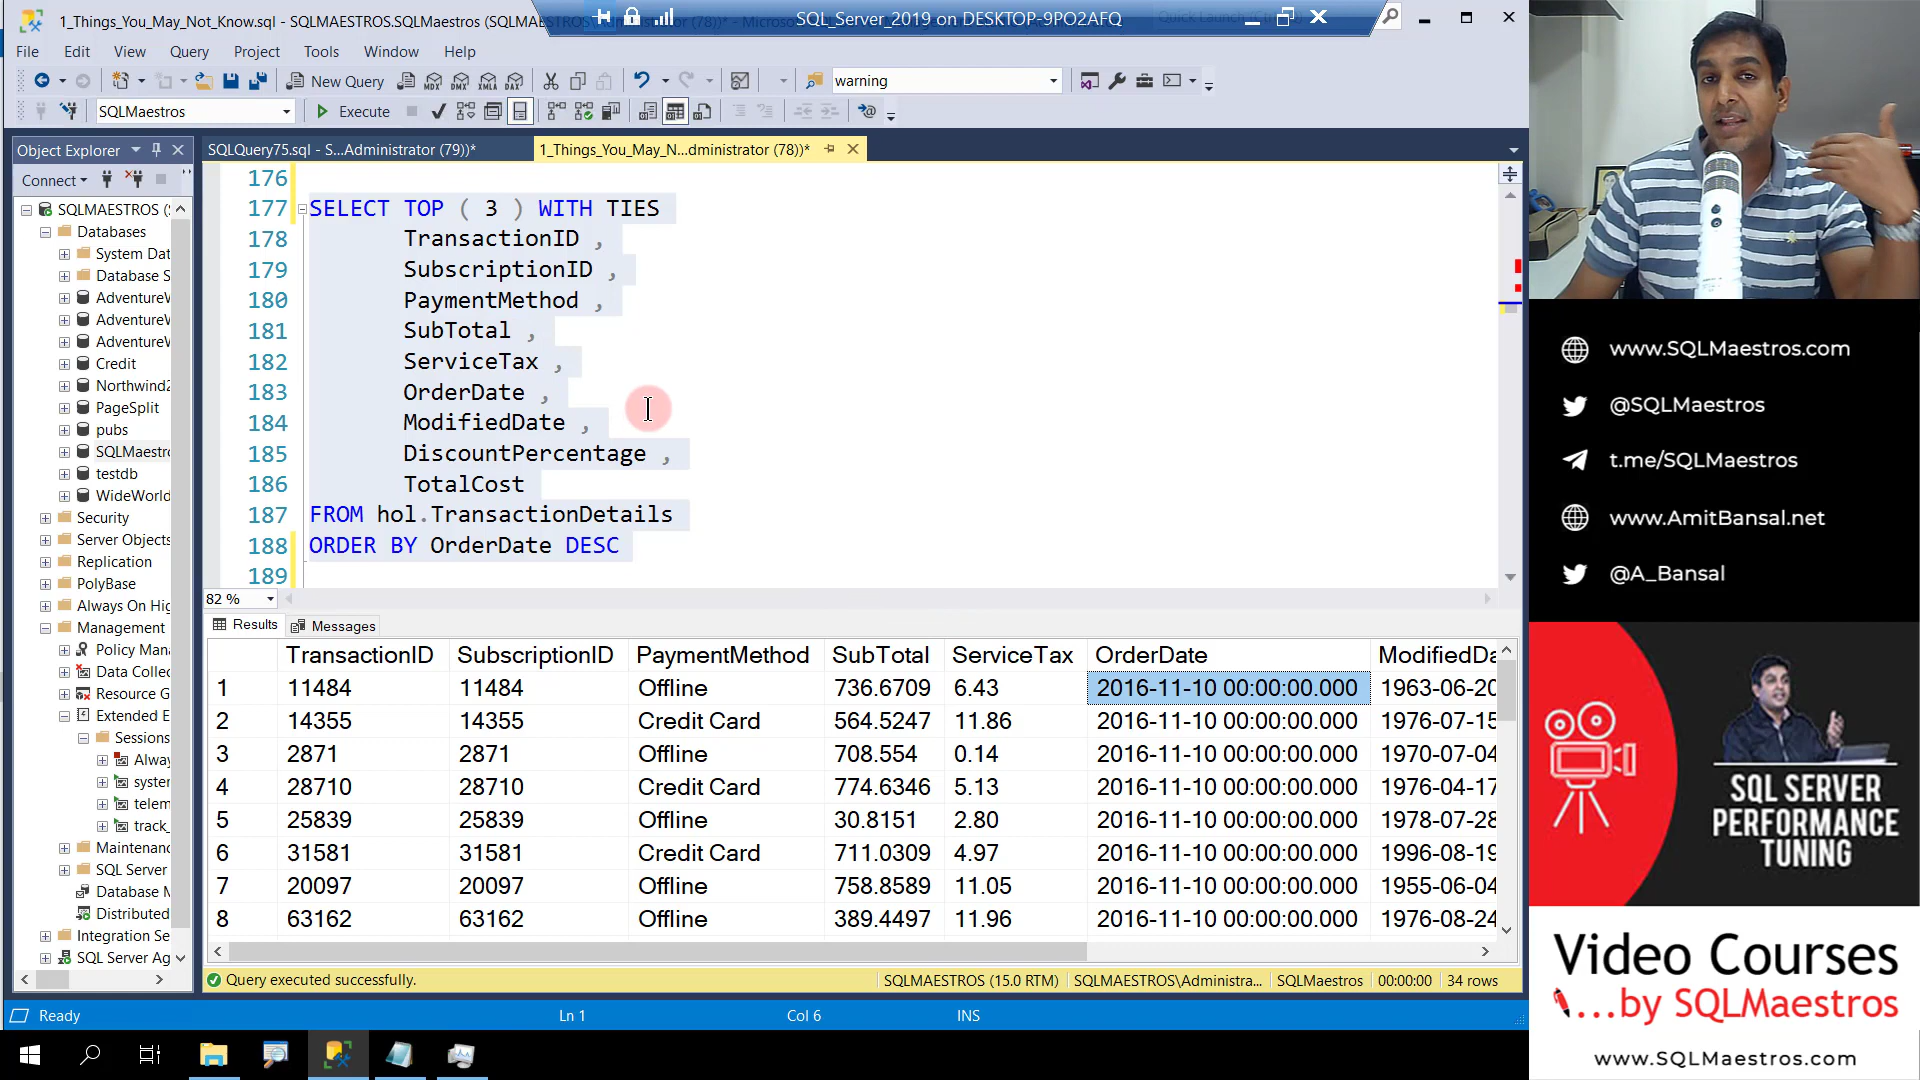 1_Things_You_May_Not_Know.sql - SQLMAESTROS.SQLMaestros (SQLMAESTROS\Administrator (78))* - Microsoft
SQL_Server_2019 on DESKTOP-9PO2AFQ
File Edit View Query Project Tools Window Help
New Query MDX DMX XMLA DAX warning
SQLMaestros Execute
Object Explorer
SQLQuery75.sql - S...Administrator (79))*
1_Things_You_May_N...dministrator (78))*
Connect
SQLMAESTROS (S
Databases
System Dat
Database S
AdventureV
AdventureV
AdventureV
Credit
Northwind2
PageSplit
pubs
SQLMaestro
testdb
WideWorld
Security
Server Objects
Replication
PolyBase
Always On Hig
Management
Policy Mana
Data Collec
Resource G
Extended E
Sessions
Alway
system
telem
track_
Maintenanc
SQL Server
Database M
Distributed
Integration Se
SQL Server Ag
176
177 SELECT TOP ( 3 ) WITH TIES
178 TransactionID ,
179 SubscriptionID ,
180 PaymentMethod ,
181 SubTotal ,
182 ServiceTax ,
183 OrderDate ,
184 ModifiedDate ,
185 DiscountPercentage ,
186 TotalCost
187 FROM hol.TransactionDetails
188 ORDER BY OrderDate DESC
189
82 %
Results Messages
TransactionID SubscriptionID PaymentMethod SubTotal ServiceTax OrderDate ModifiedDa
1 11484 11484 Offline 736.6709 6.43 2016-11-10 00:00:00.000 1963-06-20
2 14355 14355 Credit Card 564.5247 11.86 2016-11-10 00:00:00.000 1976-07-15
3 2871 2871 Offline 708.554 0.14 2016-11-10 00:00:00.000 1970-07-04
4 28710 28710 Credit Card 774.6346 5.13 2016-11-10 00:00:00.000 1976-04-17
5 25839 25839 Offline 30.8151 2.80 2016-11-10 00:00:00.000 1978-07-28
6 31581 31581 Credit Card 711.0309 4.97 2016-11-10 00:00:00.000 1996-08-19
7 20097 20097 Offline 758.8589 11.05 2016-11-10 00:00:00.000 1955-06-04
8 63162 63162 Offline 389.4497 11.96 2016-11-10 00:00:00.000 1976-08-24
Query executed successfully.
SQLMAESTROS (15.0 RTM) SQLMAESTROS\Administra... SQLMaestros 00:00:00 34 rows
Ready Ln 1 Col 6 INS
www.SQLMaestros.com
@SQLMaestros
t.me/SQLMaestros
www.AmitBansal.net
@A_Bansal
SQL SERVER
PERFORMANCE
TUNING
Video Courses
...by SQLMaestros
www.SQLMaestros.com